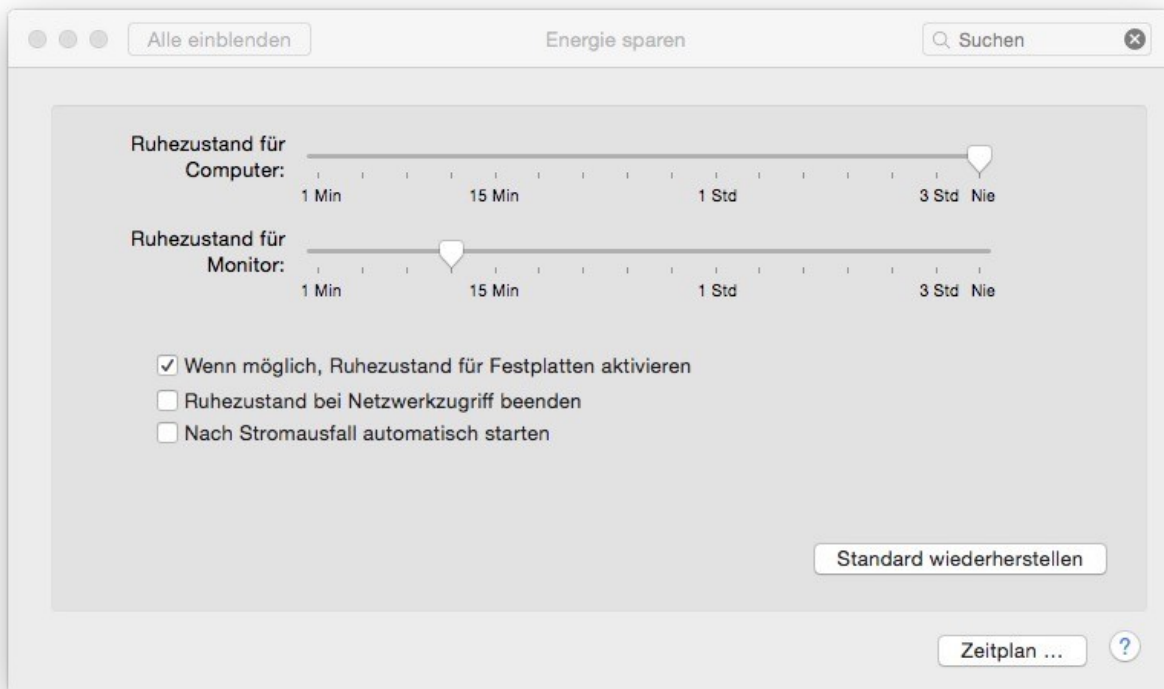 Alle einblenden Energie sparen Suchen
Ruhezustand für
Computer:
1 Min 15 Min 1 Std 3 Std Nie
Ruhezustand für
Monitor:
1 Min 15 Min 1 Std 3 Std Nie
Wenn möglich, Ruhezustand für Festplatten aktivieren
Ruhezustand bei Netzwerkzugriff beenden
Nach Stromausfall automatisch starten
Standard wiederherstellen
Zeitplan ... ?